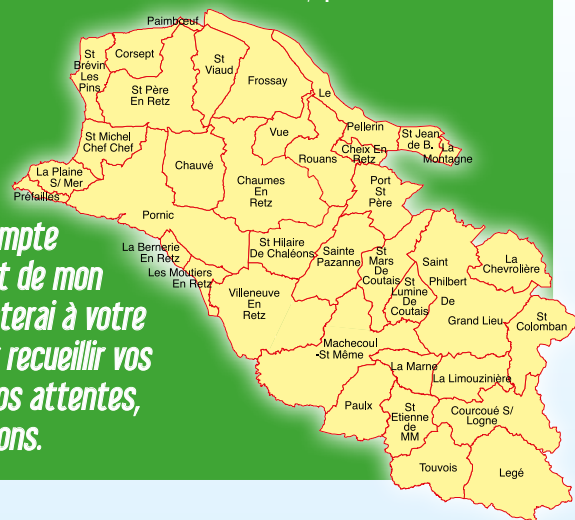 Paimbœuf
St
Brévin
Les
Pins
Corsept
St
Viaud
Frossay
St Père
En Retz
Le
Pellerin
St Michel
Chef Chef
Vue
Rouans
Cheix En
Retz
St Jean
de B.
La
Montagne
La Plaine
S/ Mer
Préfailles
Chauvé
Chaumes
En
Retz
Port
St
Père
Pornic
La Bernerie
En Retz
Les Moutiers
En Retz
St Hilaire
De Chaléons
Sainte
Pazanne
St
Mars
De
Coutais
St
Lumine
De
Coutais
Saint
Philbert
De
Grand Lieu
La
Chevrolière
St
Colomban
Villeneuve
En
Retz
Machecoul
-St Même
La Marne
La Limouzinière
Paulx
St
Etienne
de
MM
Courcoué S/
Logne
Touvois
Legé
mpte
t de mon
terai à votre
recueillir vos
os attentes,
ons.